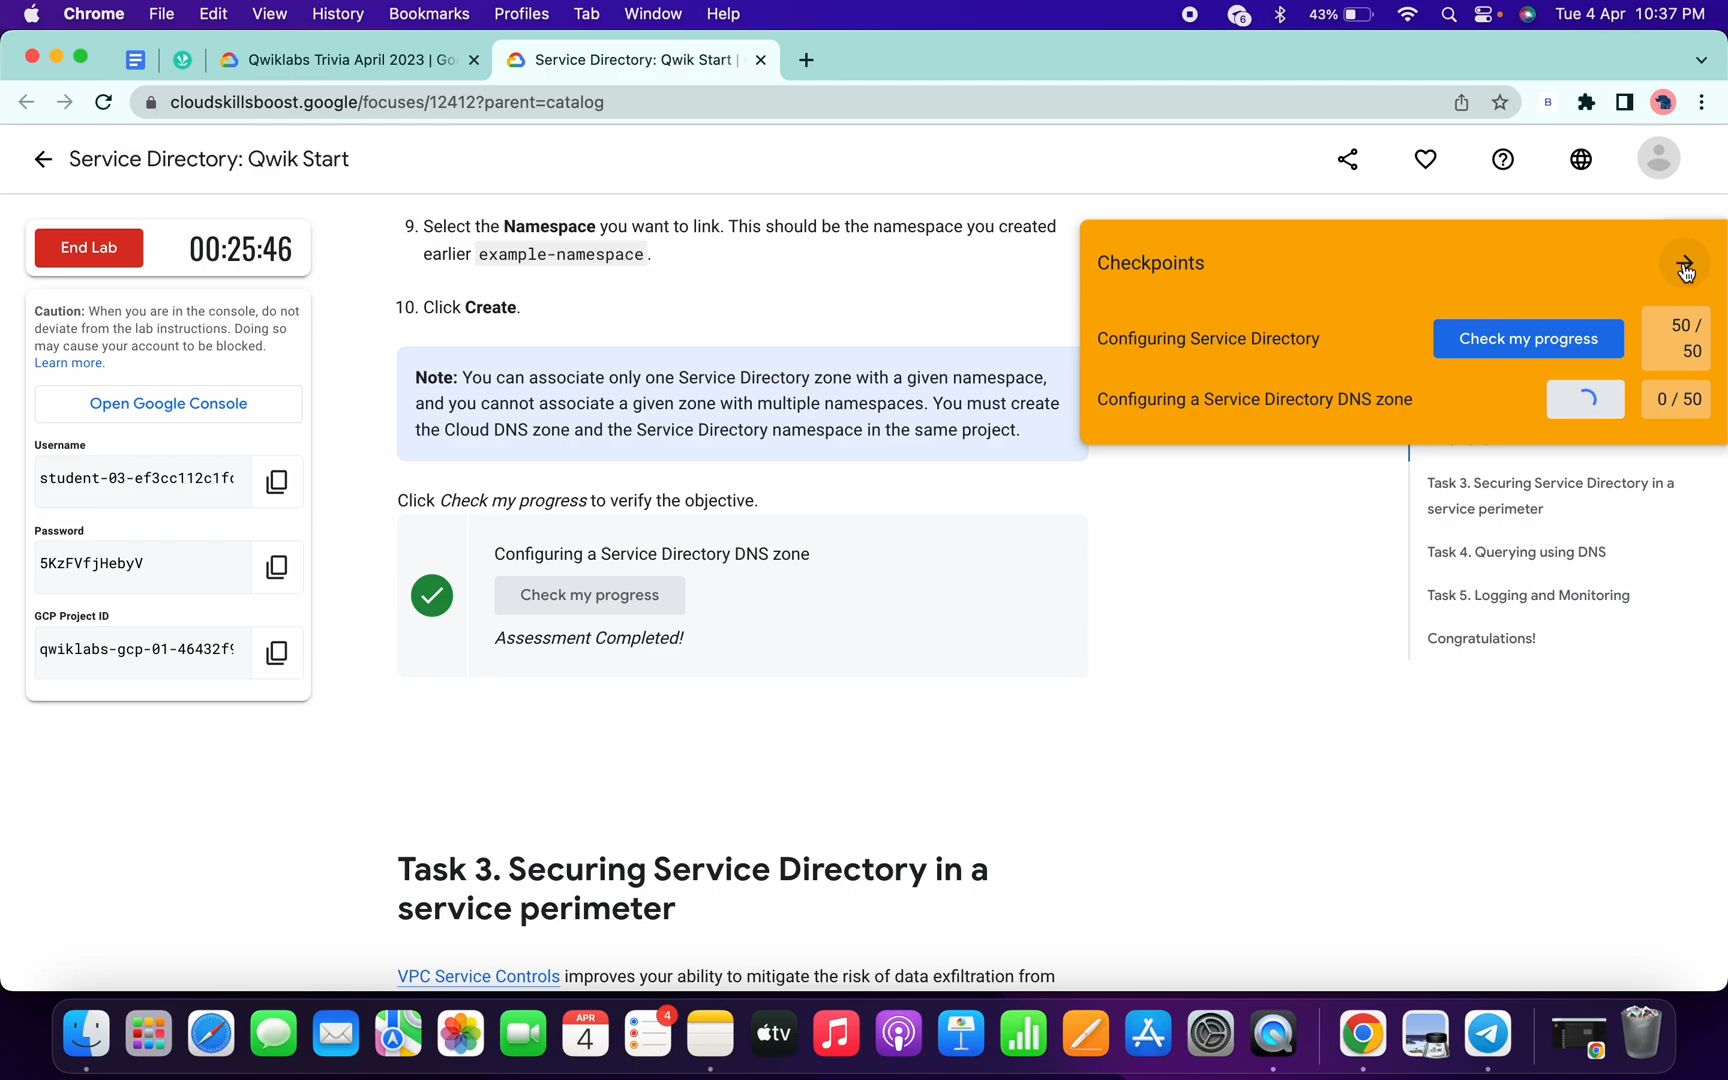 Chrome File Edit View History Bookmarks Profiles Tab Window Help 6 43% Tue 4 Apr 10:37 PM
Qwiklabs Trivia April 2023 | Go Service Directory: Qwik Start |
cloudskillsboost.google/focuses/12412?parent=catalog B
Service Directory: Qwik Start
End Lab 00:25:46
Caution: When you are in the console, do not
deviate from the lab instructions. Doing so
may cause your account to be blocked.
Learn more.
Open Google Console
Username
student-03-ef3cc112c1f
Password
5KzFVfjHebyV
GCP Project ID
qwiklabs-gcp-01-46432f
9. Select the Namespace you want to link. This should be the namespace you created
earlier example-namespace.
10. Click Create.
Note: You can associate only one Service Directory zone with a given namespace,
and you cannot associate a given zone with multiple namespaces. You must create
the Cloud DNS zone and the Service Directory namespace in the same project.
Click Check my progress to verify the objective.
Configuring a Service Directory DNS zone
Check my progress
Assessment Completed!
Task 3. Securing Service Directory in a
service perimeter
VPC Service Controls improves your ability to mitigate the risk of data exfiltration from
Checkpoints
Configuring Service Directory Check my progress 50 /
50
Configuring a Service Directory DNS zone 0 / 50
Task 3. Securing Service Directory in a
service perimeter
Task 4. Querying using DNS
Task 5. Logging and Monitoring
Congratulations!
APR
4
4
tv